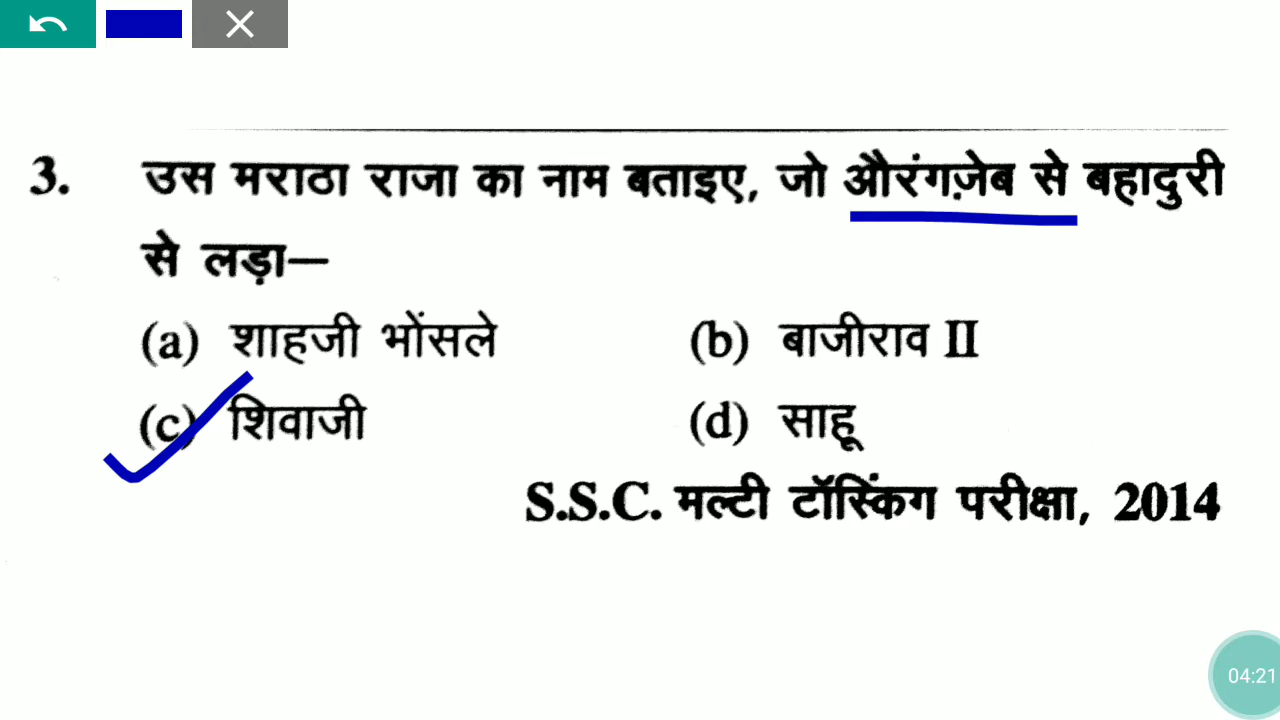 3. उस मराठा राजा का नाम बताइए, जो औरंगज़ेब से बहादुरी
से लड़ा—
(a) शाहजी भोंसले (b) बाजीराव II
(c) शिवाजी (d) साहू
S.S.C. मल्टी टॉस्किंग परीक्षा, 2014
04:21